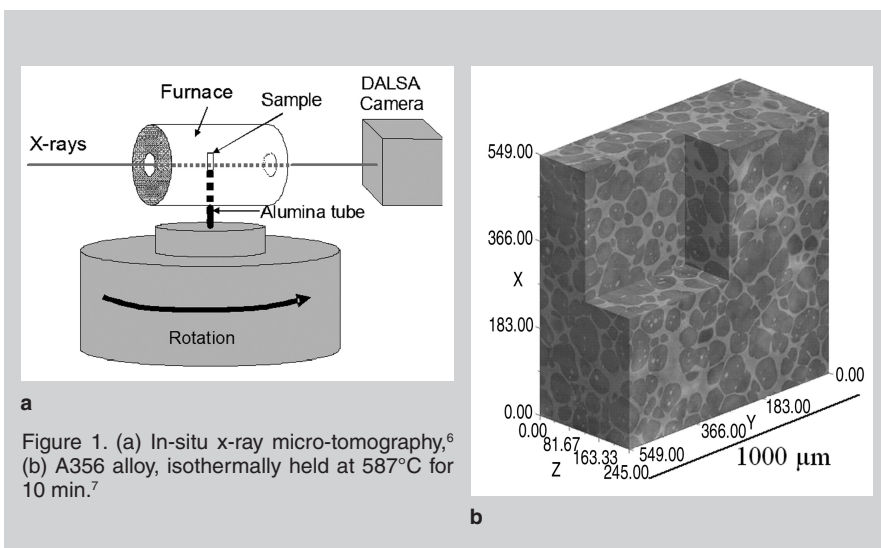 Furnace
Sample
DALSA
Camera
X-rays
Alumina tube
Rotation
a
Figure 1. (a) In-situ x-ray micro-tomography,⁶
(b) A356 alloy, isothermally held at 587°C for
10 min.⁷
549.00
366.00
X
183.00
0.00
0.00
81.67
163.33
Z
245.00
549.00
366.00
Y
183.00
0.00
1000 µm
b